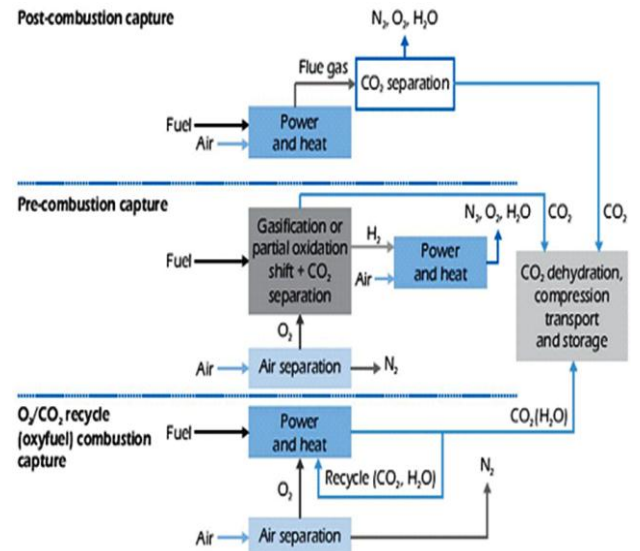 Post-combustion capture
N₂, O₂, H₂O
Flue gas
CO₂ separation
Fuel
Air
Power
and heat
Pre-combustion capture
Gasification or
partial oxidation
shift + CO₂
separation
H₂
N₂, O₂, H₂O
CO₂
CO₂
Fuel
Air
Power
and heat
CO₂ dehydration,
compression
transport
and storage
O₂
Air
Air separation
N₂
O₂/CO₂ recycle
(oxyfuel) combustion
capture
Fuel
Power
and heat
CO₂(H₂O)
Recycle (CO₂, H₂O)
N₂
O₂
Air
Air separation